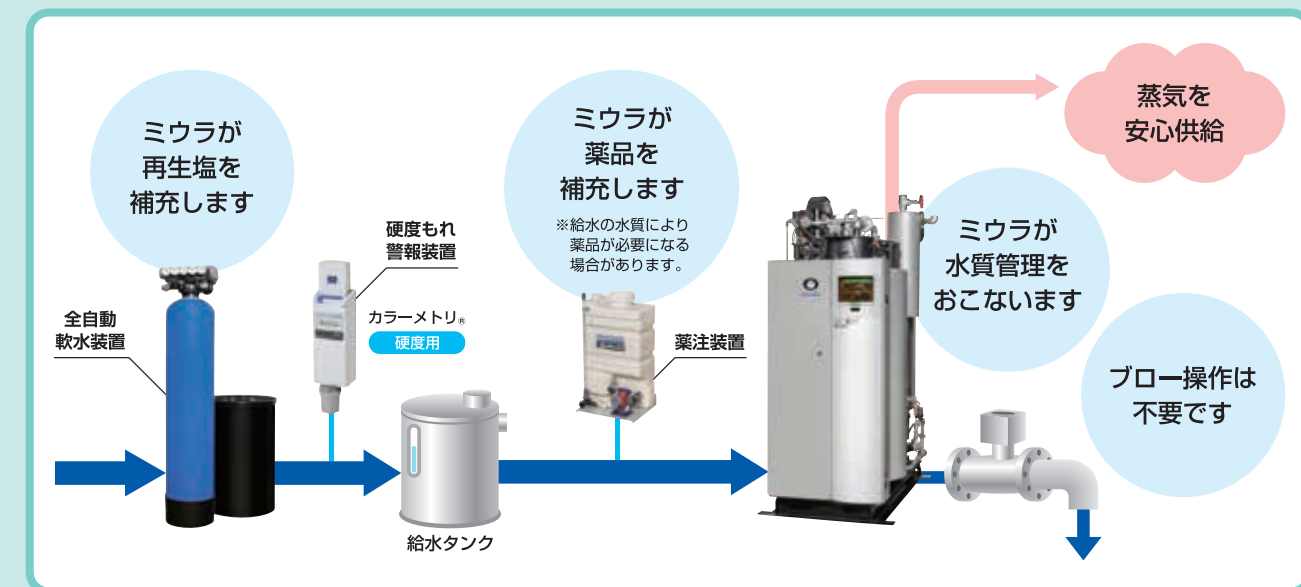 ミウラが
再生塩を
補充します
全自動
軟水装置
硬度もれ
警報装置
カラーメトリ®
硬度用
給水タンク
ミウラが
薬品を
補充します
※給水の水質により
薬品が必要になる
場合があります。
薬注装置
蒸気を
安心供給
ミウラが
水質管理を
おこないます
ブロー操作は
不要です